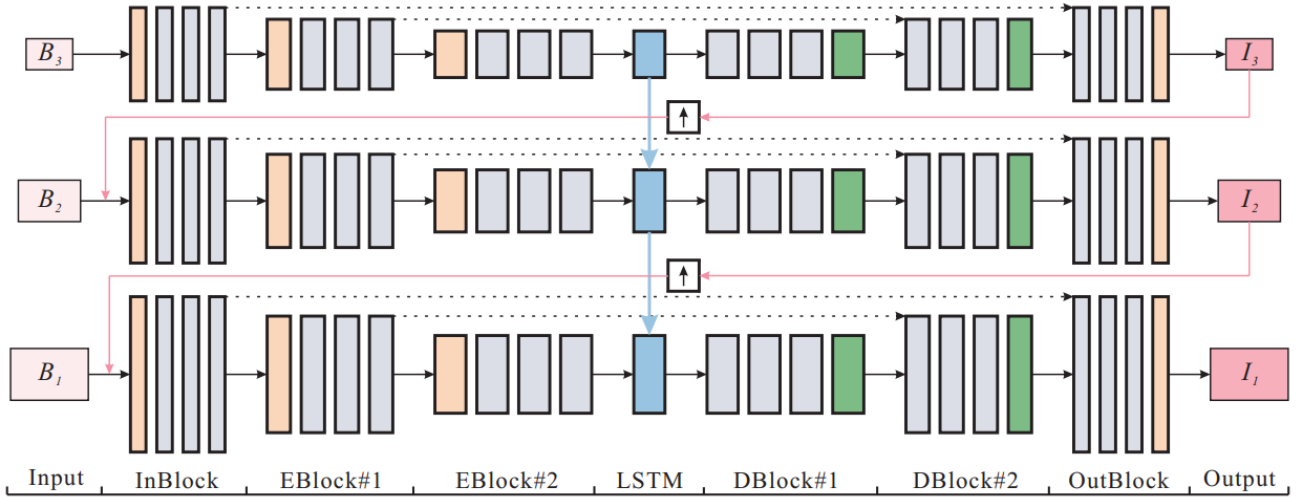 B3
I3
B2
I2
B1
I1
Input InBlock EBlock#1 EBlock#2 LSTM DBlock#1 DBlock#2 OutBlock Output